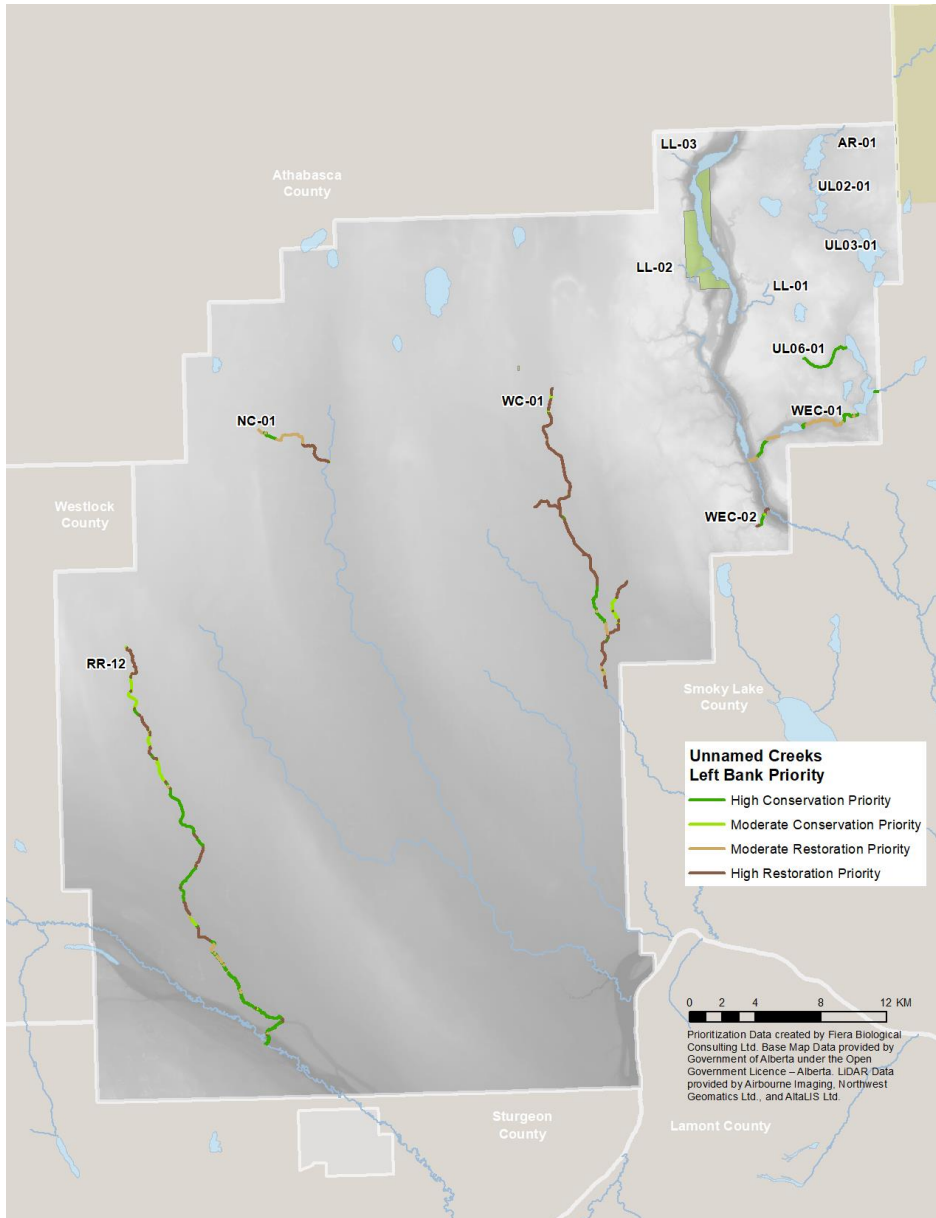 LL-03
AR-01
Athabasca
County
UL02-01
UL03-01
LL-02
LL-01
UL06-01
WC-01
WEC-01
NC-01
Westlock
County
WEC-02
RR-12
Smoky Lake
County
Unnamed Creeks
Left Bank Priority
High Conservation Priority
Moderate Conservation Priority
Moderate Restoration Priority
High Restoration Priority
0 2 4 8 12 KM
Prioritization Data created by Fiera Biological
Consulting Ltd. Base Map Data provided by
Government of Alberta under the Open
Government Licence – Alberta. LiDAR Data
provided by Airbourne Imaging, Northwest
Geomatics Ltd., and AltaLIS Ltd.
Sturgeon
County
Lamont County